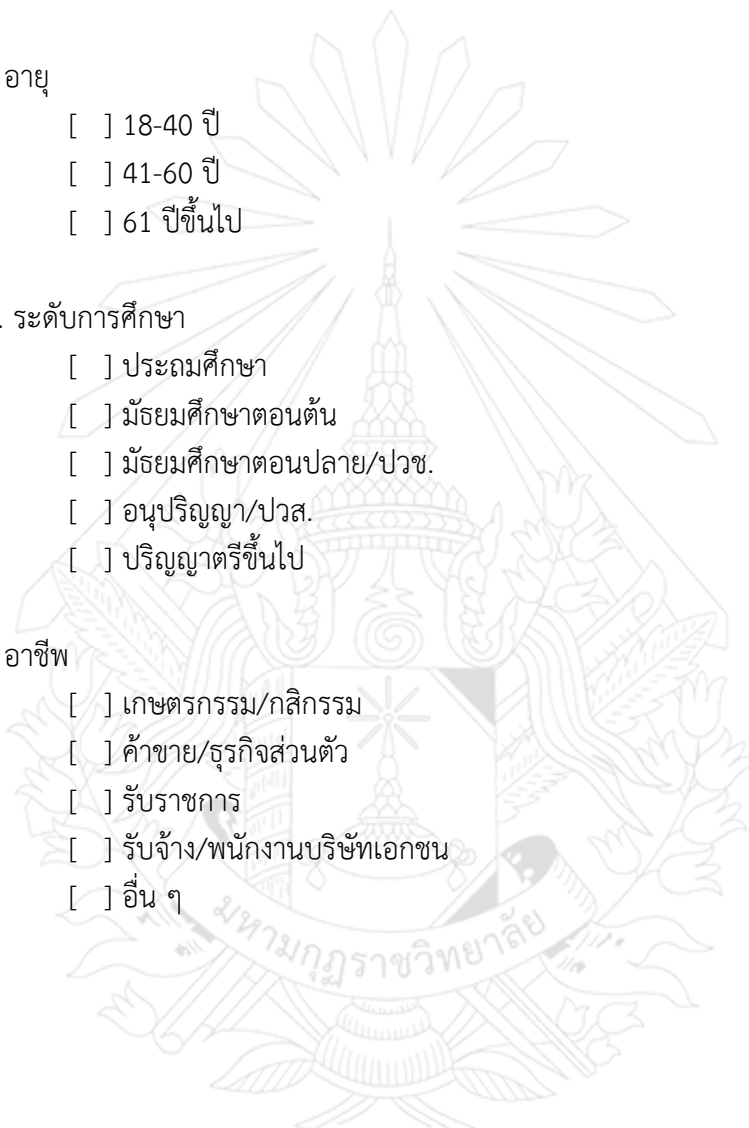 อายุ
[ ] 18-40 ปี
[ ] 41-60 ปี
[ ] 61 ปีขึ้นไป
. ระดับการศึกษา
[ ] ประถมศึกษา
[ ] มัธยมศึกษาตอนต้น
[ ] มัธยมศึกษาตอนปลาย/ปวช.
[ ] อนุปริญญา/ปวส.
[ ] ปริญญาตรีขึ้นไป
อาชีพ
[ ] เกษตรกรรม/กสิกรรม
[ ] ค้าขาย/ธุรกิจส่วนตัว
[ ] รับราชการ
[ ] รับจ้าง/พนักงานบริษัทเอกชน
[ ] อื่น ๆ
มหามกุฏราชวิทยาลัย